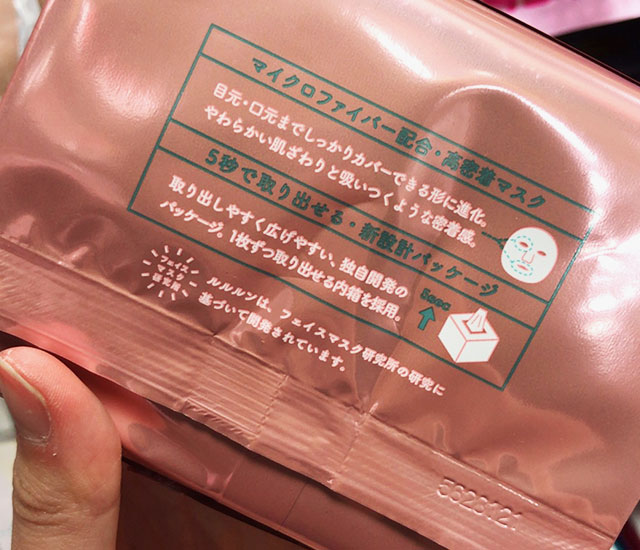 マイクロファイバー配合・高密着マスク
目元・口元までしっかりカバーできる形に進化。
やわらかい肌ざわりと吸いつくような密着感。
5秒で取り出せる・新設計パッケージ
取り出しやすく広げやすい、独自開発の
パッケージ。1枚ずつ取り出せる内箱を採用。
5sec
フェイス
マスク
研究所
ルルルンは、フェイスマスク研究所の研究に
基づいて開発されています。